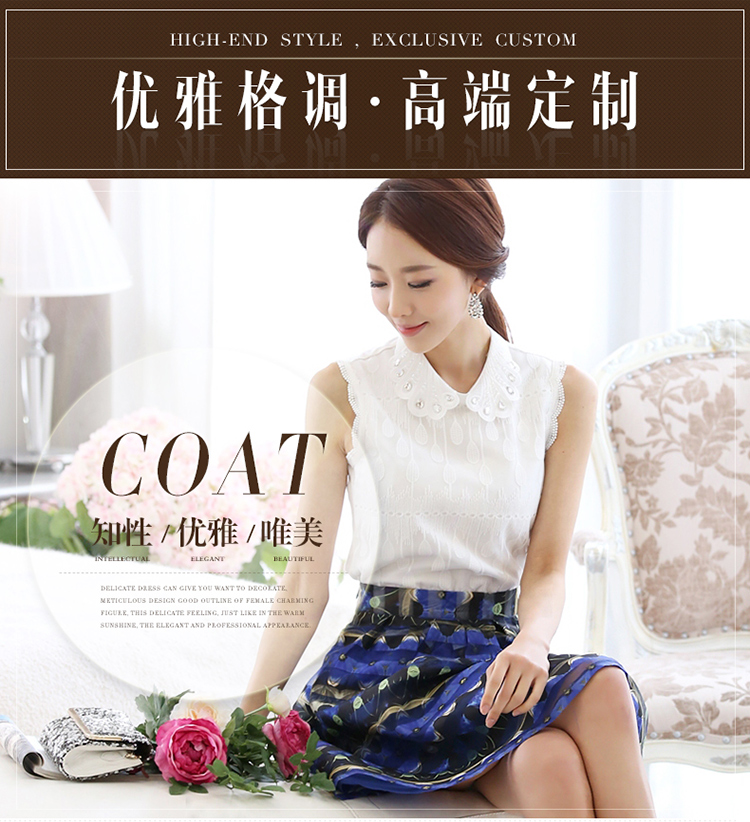 HIGH-END STYLE , EXCLUSIVE CUSTOM
优雅格调·高端定制
COAT
知性/优雅/唯美
INTELLECTUAL ELEGANT BEAUTIFUL
DELICATE DRESS CAN GIVE YOU WANT TO DECORATE,
METICULOUS DESIGN GOOD OUTLINE OF FEMALE CHARMING
FIGURE, THIS DELICATE FEELING, JUST LIKE IN THE WARM
SUNSHINE, THE ELEGANT AND PROFESSIONAL APPEARANCE.